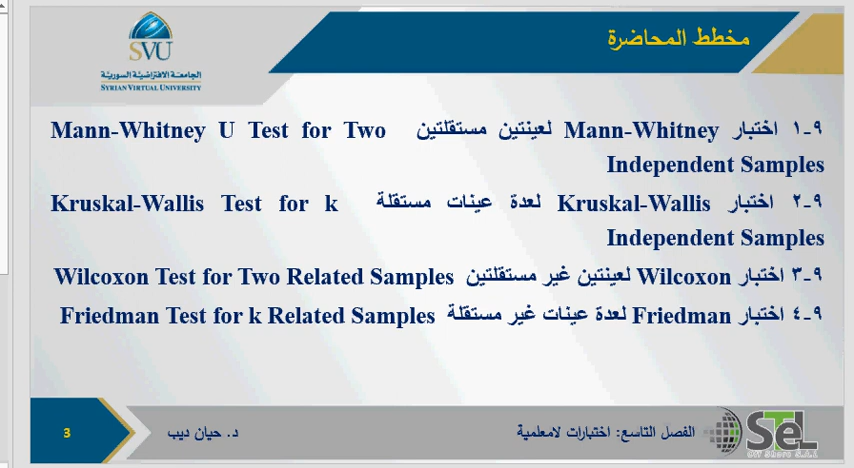 SVU
الجامعة الافتراضية السورية
SYRIAN VIRTUAL UNIVERSITY
مخطط المحاضرة
٩-١ اختبار Mann-Whitney لعينتين مستقلتين Mann-Whitney U Test for Two
Independent Samples
٩-٢ اختبار Kruskal-Wallis لعدة عينات مستقلة Kruskal-Wallis Test for k
Independent Samples
٩-٣ اختبار Wilcoxon لعينتين غير مستقلتين Wilcoxon Test for Two Related Samples
٩-٤ اختبار Friedman لعدة عينات غير مستقلة Friedman Test for k Related Samples
STeL
Off Shore S.A.L
الفصل التاسع: اختبارات لامعلمية
د. حيان ديب
3